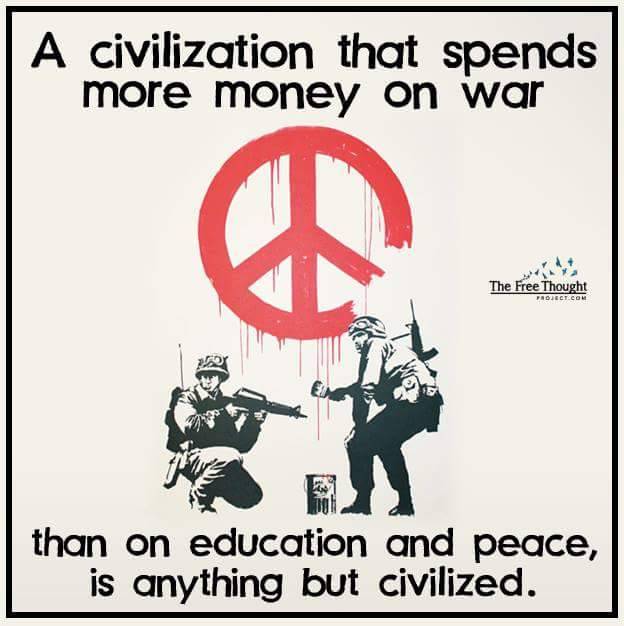 A civilization that spends
more money on war
The Free Thought
PROJECT.COM
than on education and peace,
is anything but civilized.